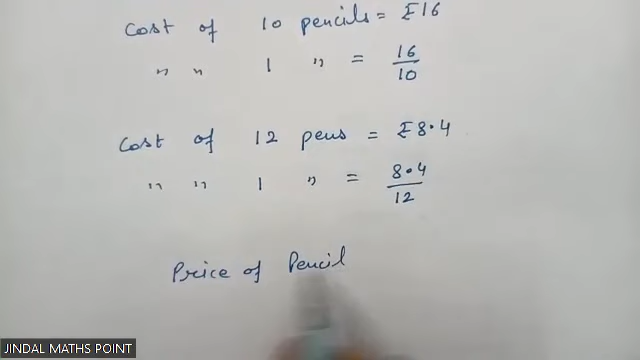 Cost of 10 pencils = ₹16
" " 1 " = 16/10
Cost of 12 pens = ₹8.4
" " 1 " = 8.4/12
Price of Pencil
JINDAL MATHS POINT